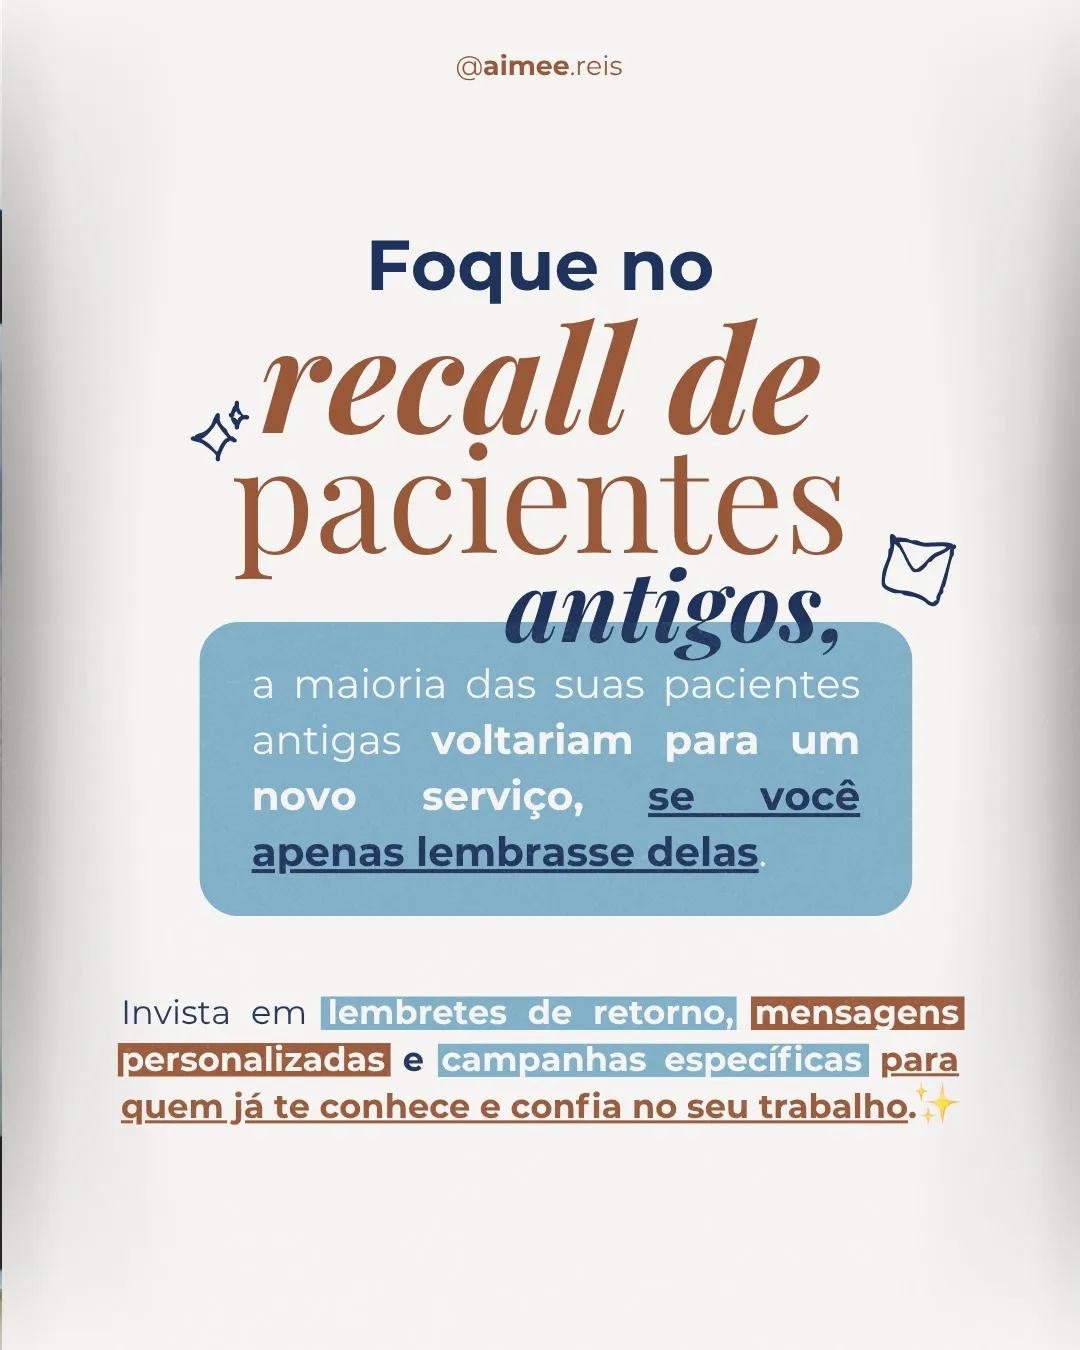 @aimee.reis
Foque no
recall de
pacientes
antigos,
a maioria das suas pacientes
antigas voltariam para um
novo serviço, se você
apenas lembrasse delas.
Invista em lembretes de retorno, mensagens
personalizadas e campanhas específicas para
quem já te conhece e confia no seu trabalho.✨